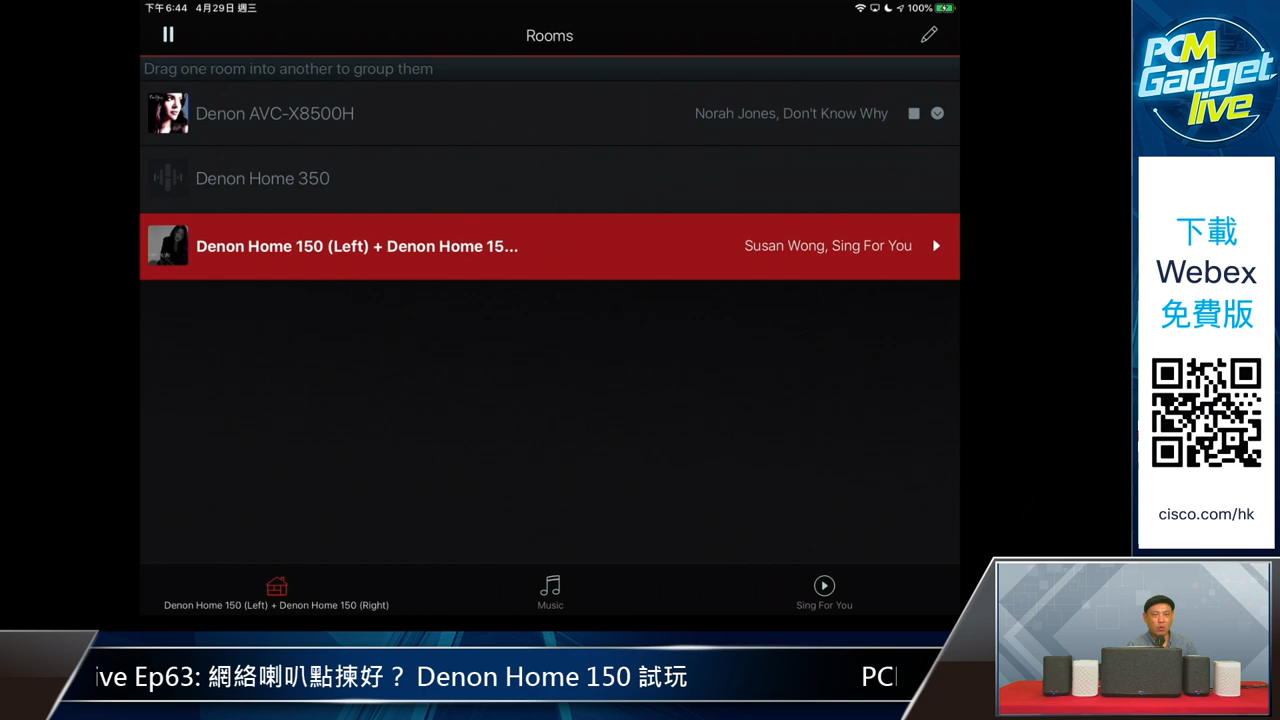 下午6:44 4月29日 週三
100%
Rooms
Drag one room into another to group them
Denon AVC-X8500H
Norah Jones, Don't Know Why
Denon Home 350
Denon Home 150 (Left) + Denon Home 15...
Susan Wong, Sing For You
Denon Home 150 (Left) + Denon Home 150 (Right)
Music
Sing For You
PCM
Gadget
live
下載
Webex
免費版
cisco.com/hk
ive Ep63: 網絡喇叭點揀好？ Denon Home 150 試玩
PC